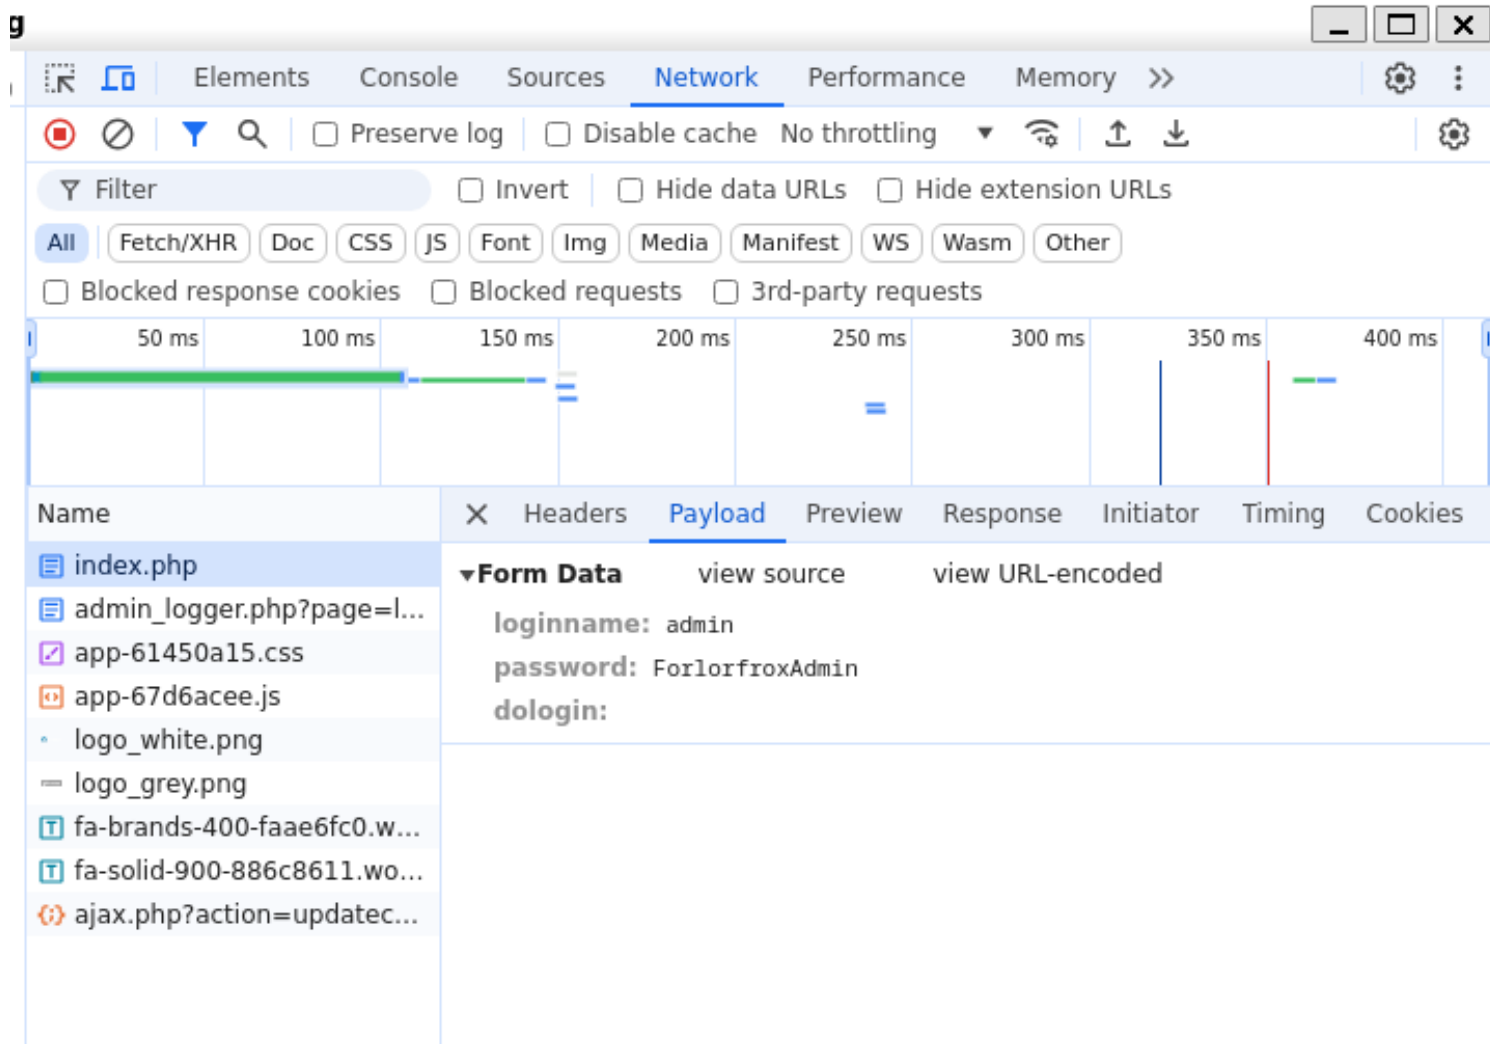 g
Elements Console Sources Network Performance Memory
Preserve log Disable cache No throttling
Filter Invert Hide data URLs Hide extension URLs
All Fetch/XHR Doc CSS JS Font Img Media Manifest WS Wasm Other
Blocked response cookies Blocked requests 3rd-party requests
50 ms 100 ms 150 ms 200 ms 250 ms 300 ms 350 ms 400 ms
Name
Headers Payload Preview Response Initiator Timing Cookies
index.php
admin_logger.php?page=l...
app-61450a15.css
app-67d6acee.js
logo_white.png
logo_grey.png
fa-brands-400-faae6fc0.w...
fa-solid-900-886c8611.wo...
ajax.php?action=updatec...
Form Data view source view URL-encoded
loginname: admin
password: ForlorfroxAdmin
dologin: